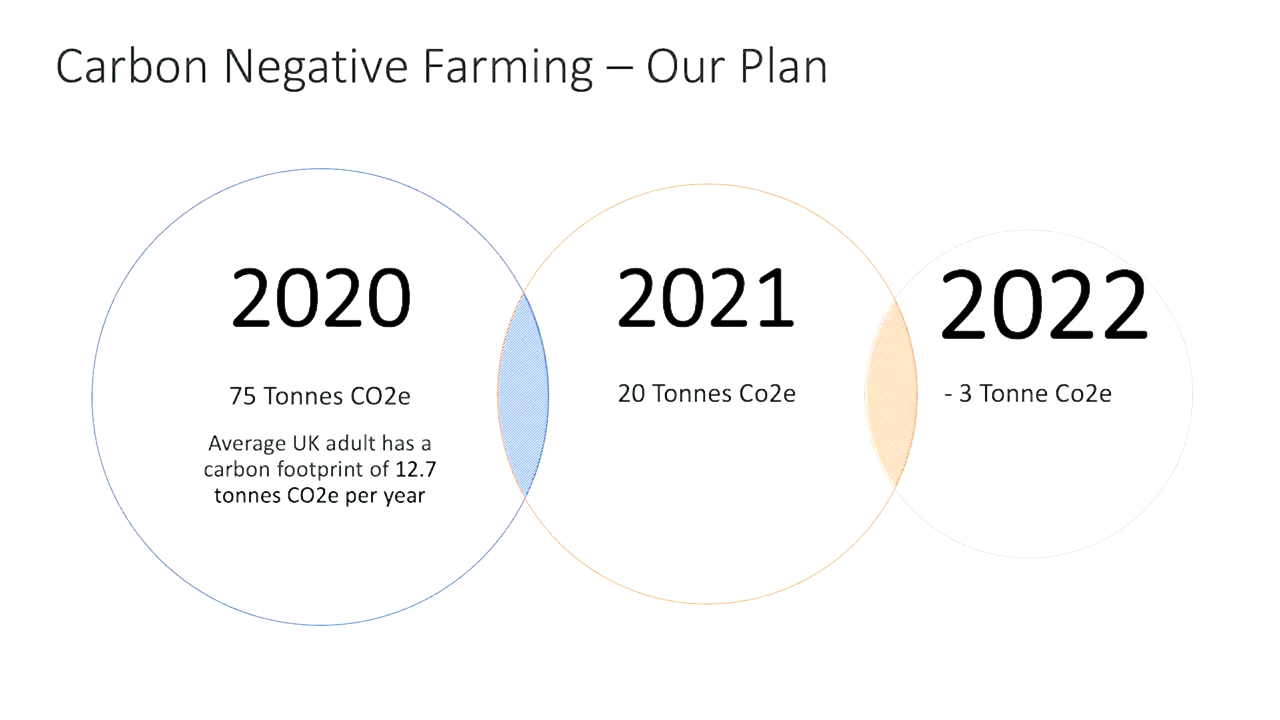 Carbon Negative Farming – Our Plan
2020
75 Tonnes CO2e
Average UK adult has a
carbon footprint of 12.7
tonnes CO2e per year
2021
20 Tonnes Co2e
2022
- 3 Tonne Co2e